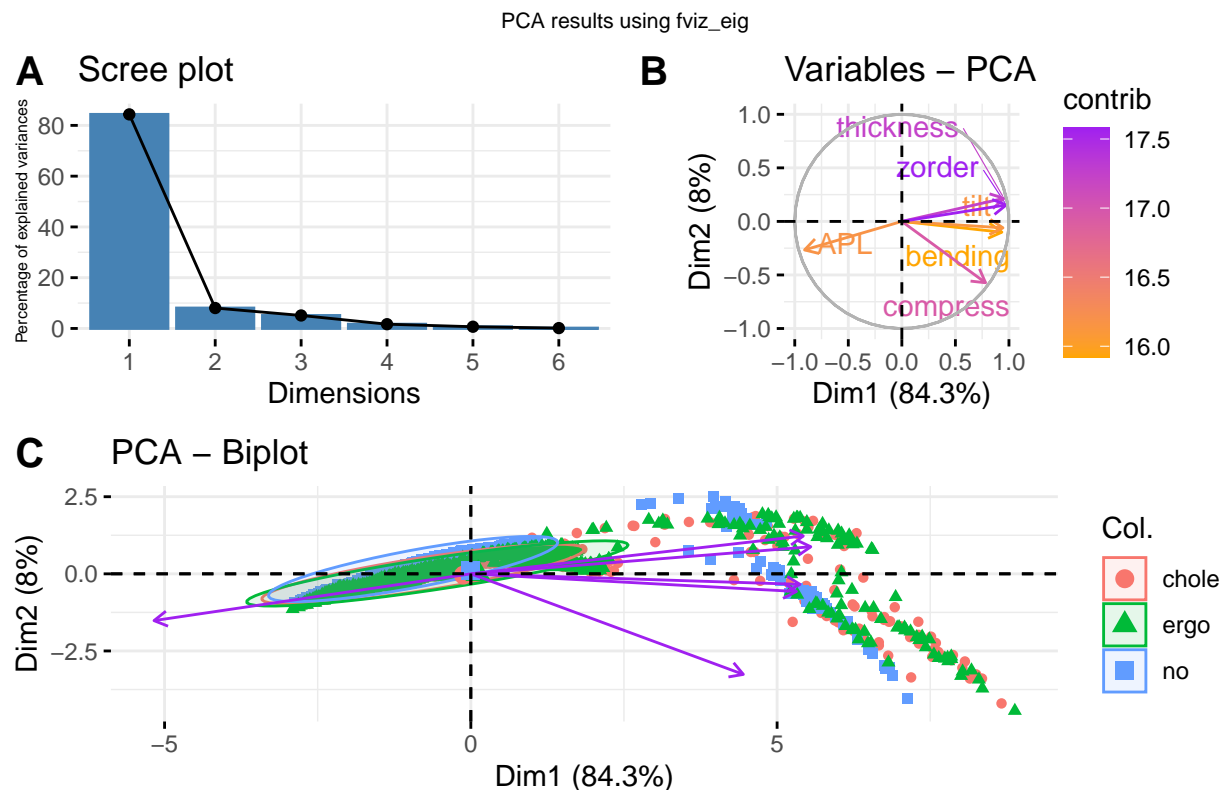 PCA results using fviz_eig
A Scree plot
Percentage of explained variances
80
60
40
20
0
1 2 3 4 5 6
Dimensions
B Variables − PCA
Dim2 (8%)
1.0
0.5
0.0
−0.5
−1.0
thickness
zorder
tilt
APL
bending
compress
−1.0 −0.5 0.0 0.5 1.0
Dim1 (84.3%)
contrib
17.5
17.0
16.5
16.0
C PCA − Biplot
Dim2 (8%)
2.5
0.0
−2.5
−5 0 5
Dim1 (84.3%)
Col.
chole
ergo
no